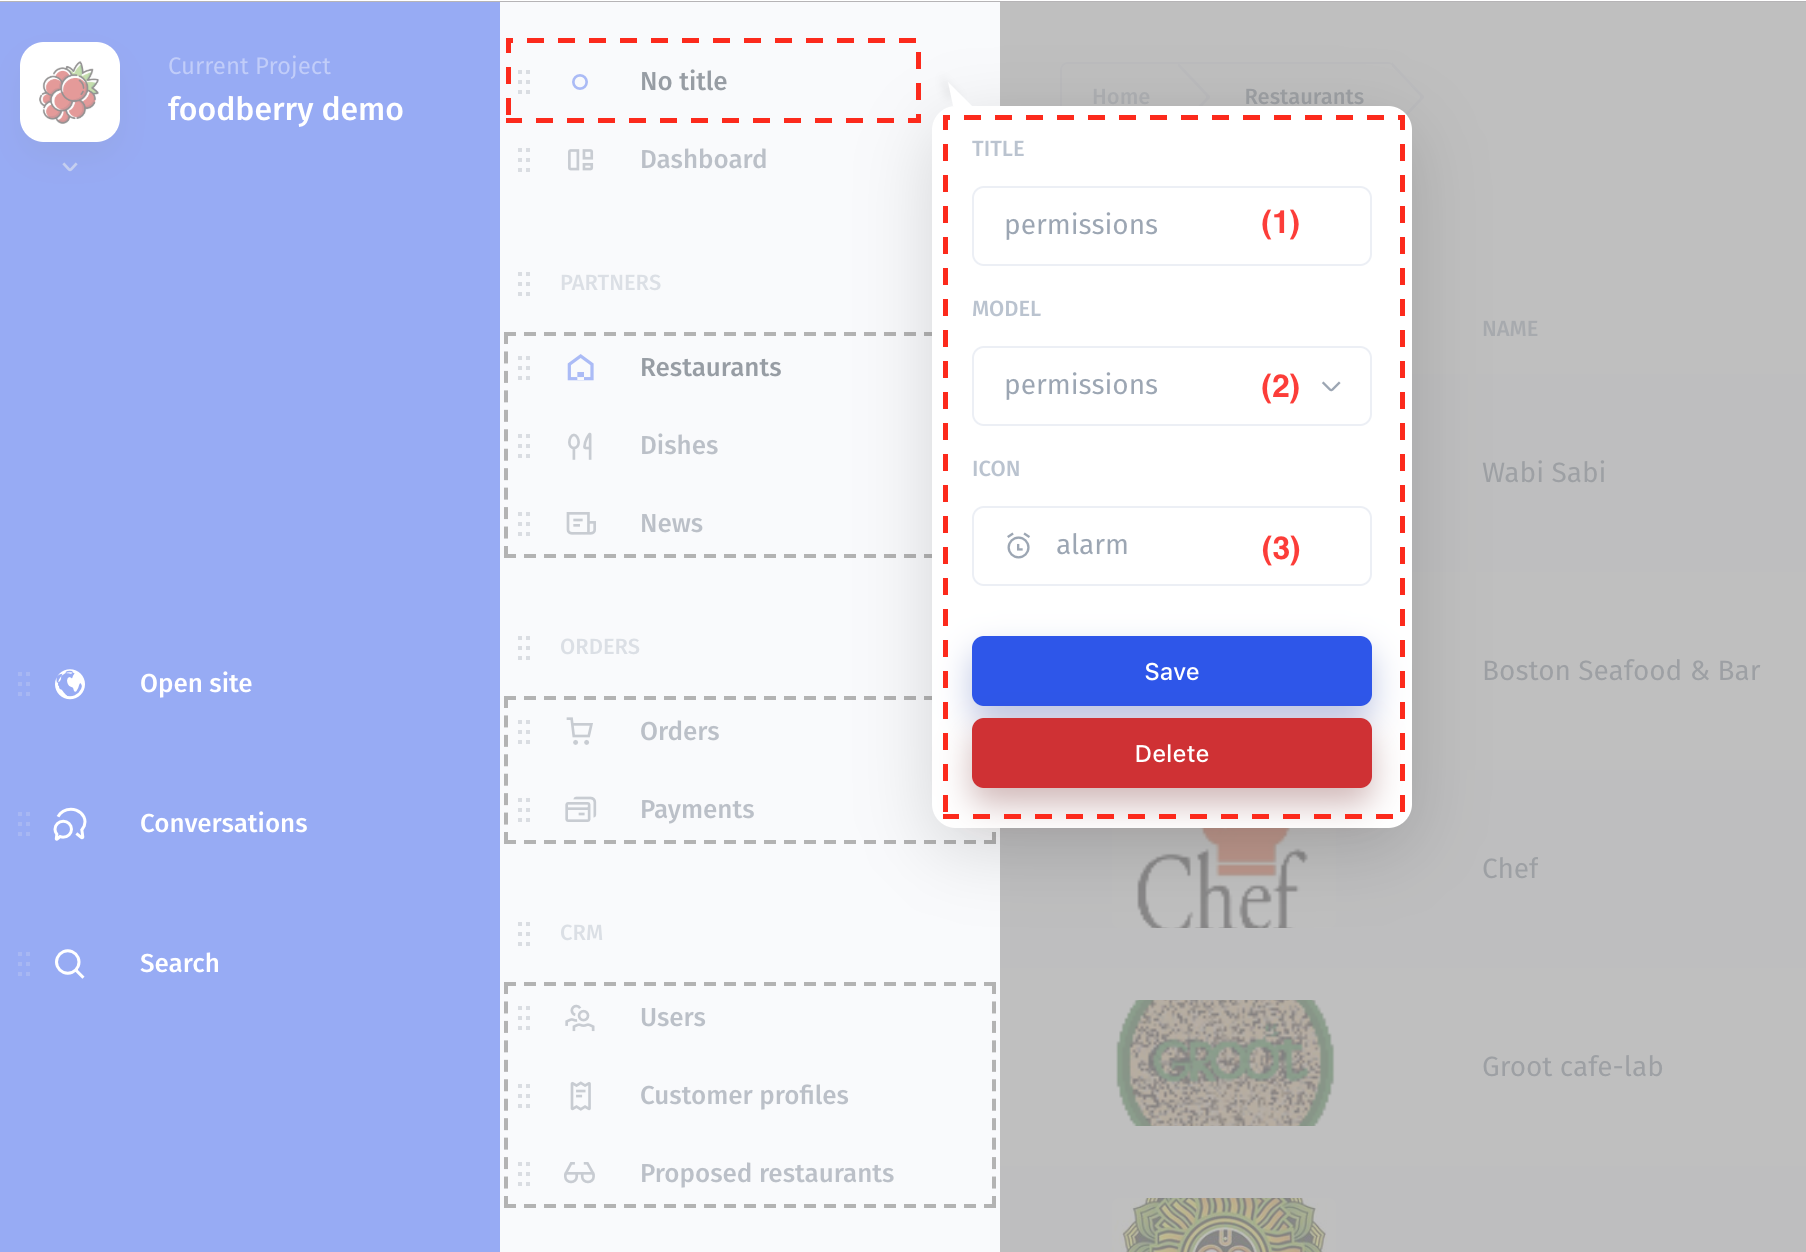 Current Project
foodberry demo
Open site
Conversations
Search
No title
Dashboard
PARTNERS
Restaurants
Dishes
News
ORDERS
Orders
Payments
CRM
Users
Customer profiles
Proposed restaurants
Home
Restaurants
TITLE
permissions (1)
MODEL
permissions (2)
ICON
alarm (3)
Save
Delete
NAME
Wabi Sabi
Boston Seafood & Bar
Chef
Chef
GROOT
Groot cafe-lab